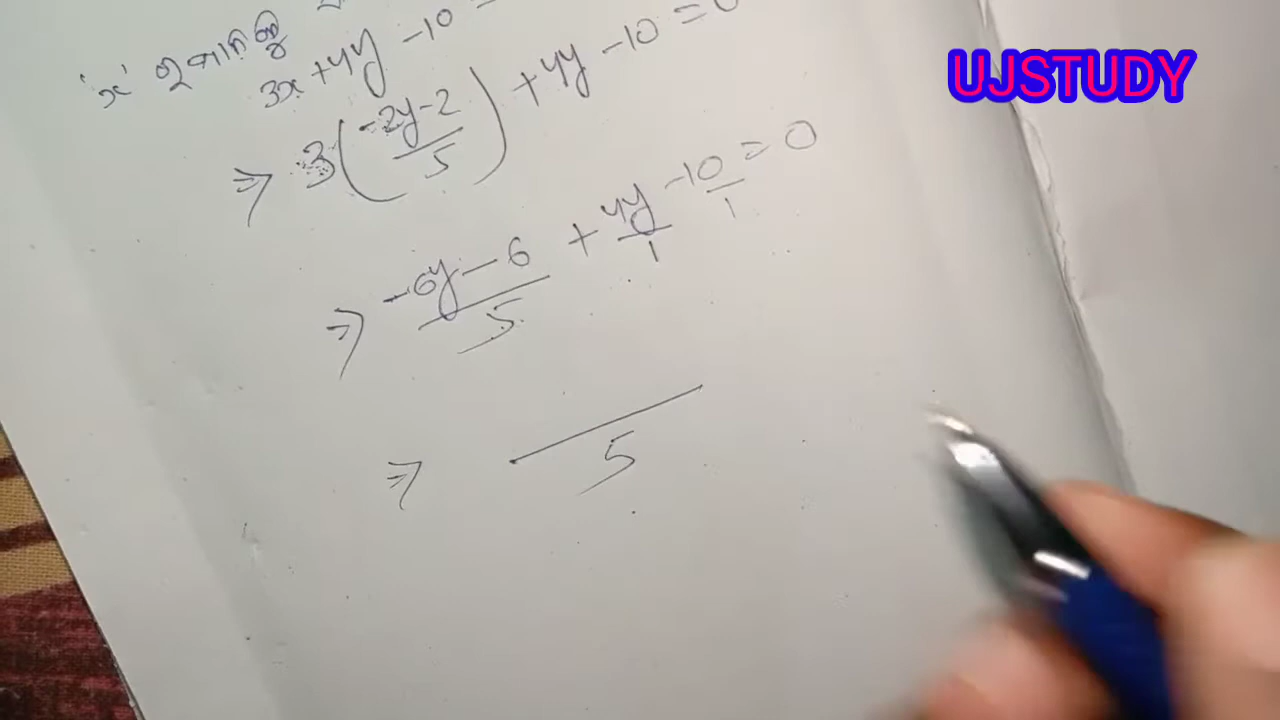 'x' କୁ
3x + 4y - 10 =
⇒ 3(-2y-2/5) + 4y - 10 = 0
⇒ -6y-6/5 + 4y/1 - 10/1 = 0
⇒ /5
UJSTUDY